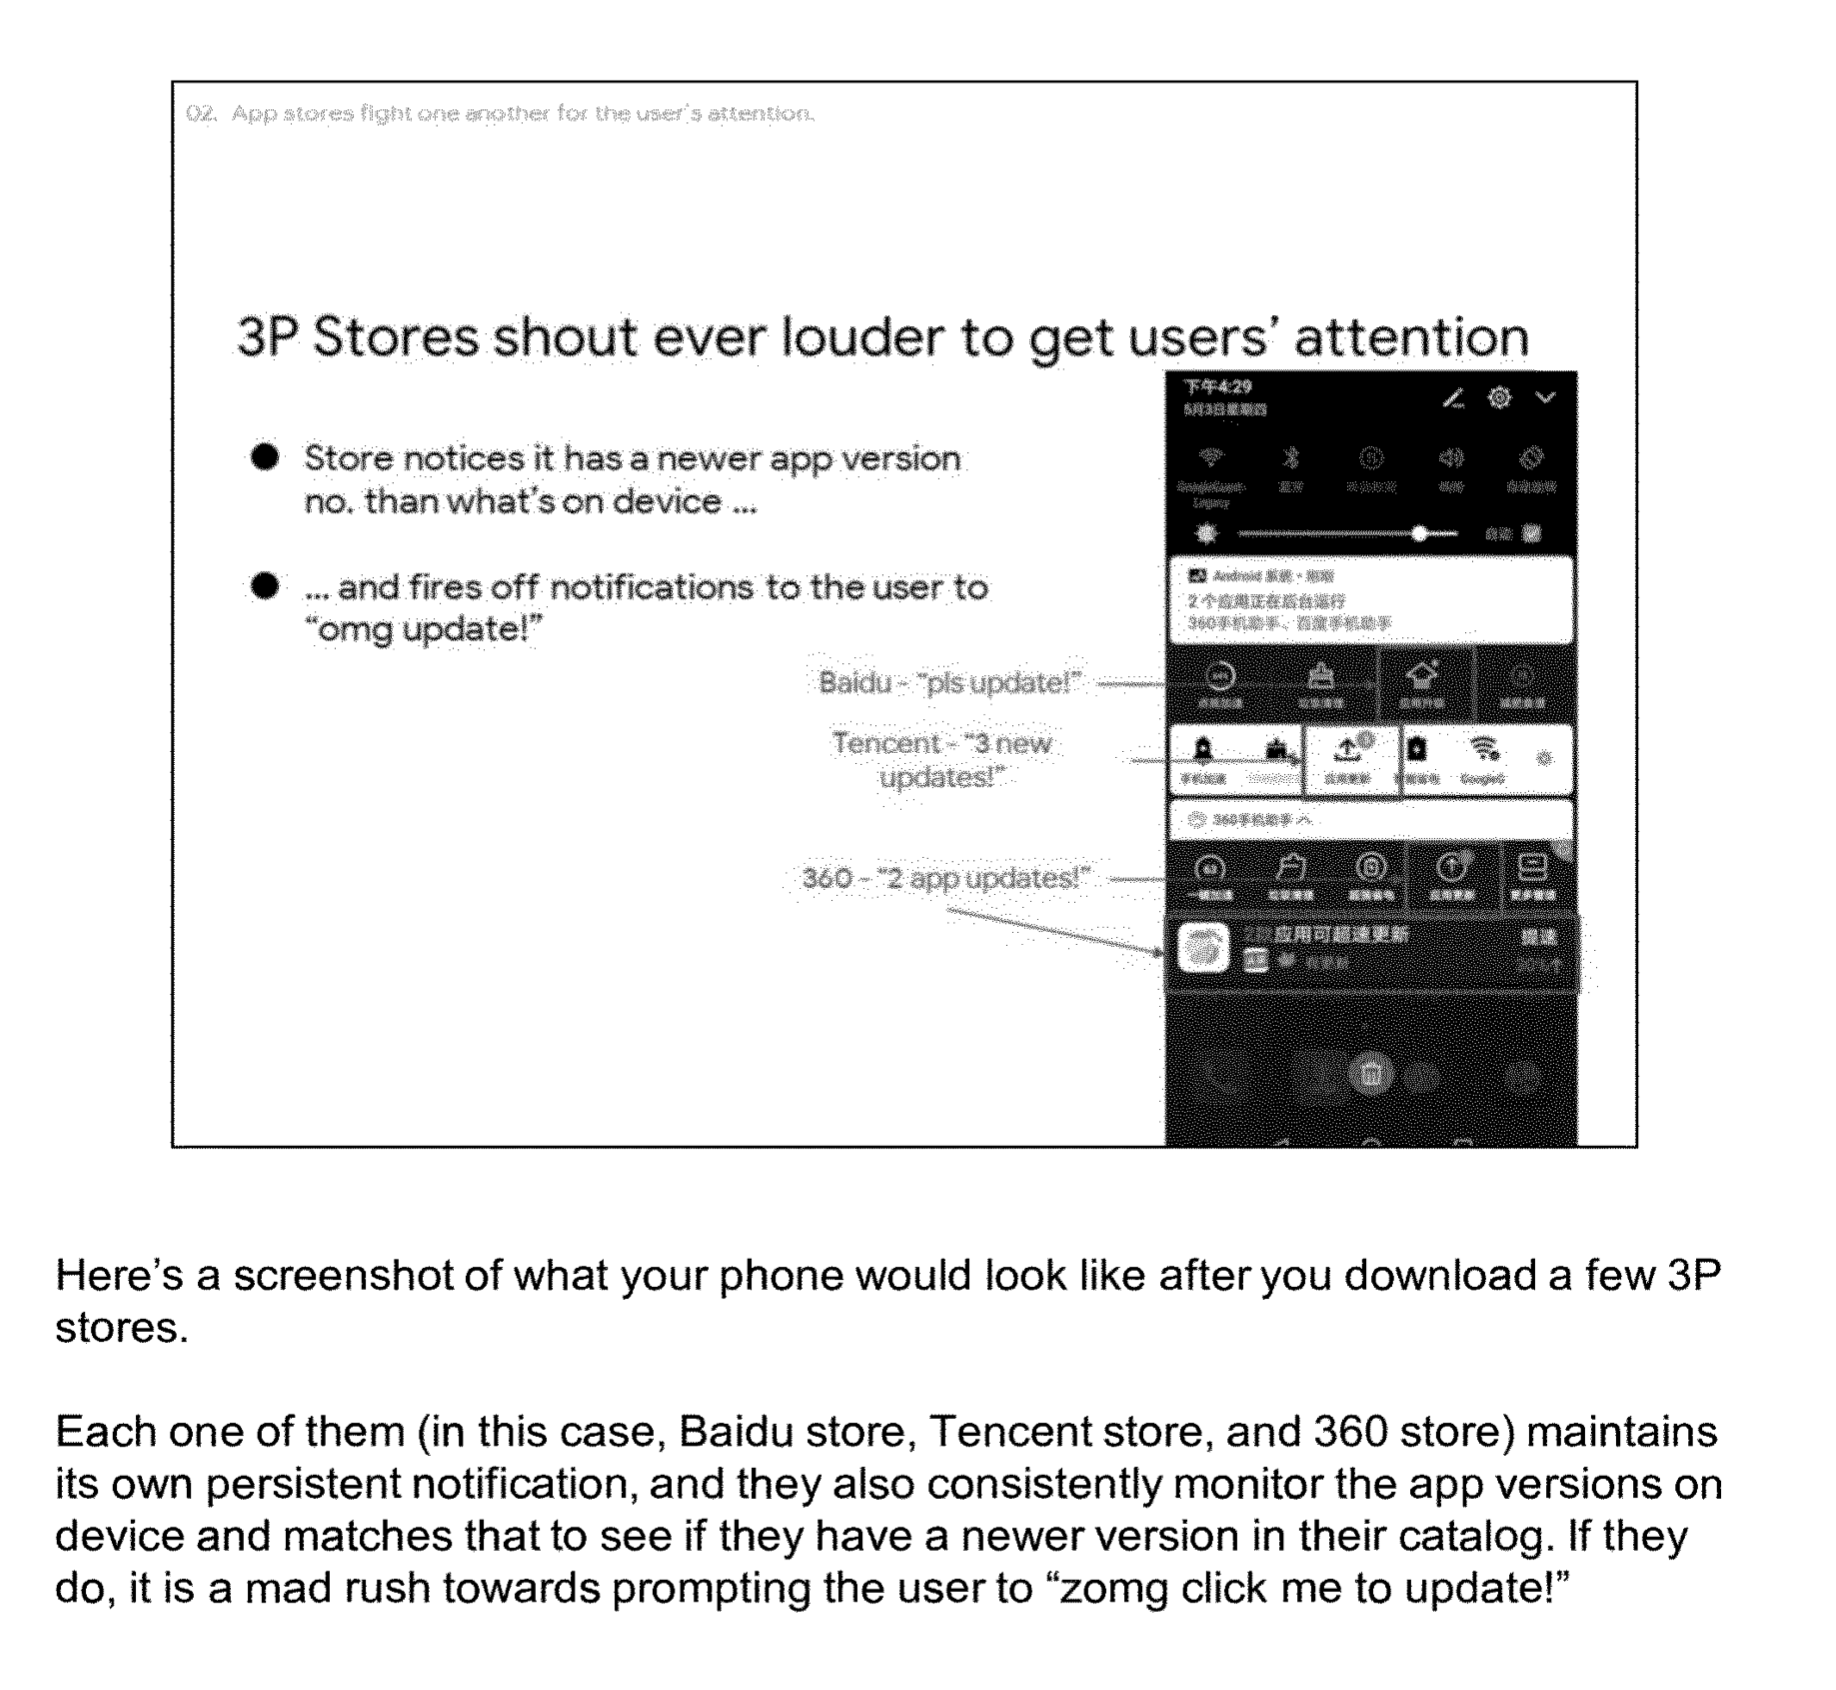 02. App stores fight one another for the user's attention.
3P Stores shout ever louder to get users’ attention
● Store notices it has a newer app version
no. than what's on device ...
● ... and fires off notifications to the user to
“omg update!”
Baidu - “pls update!”
Tencent - “3 new
updates!”
360 - “2 app updates!”
下午4:29
5月3日星期四
Legacy
Android 系统
2 个应用正在后台运行
360手机助手、百度手机助手
360手机助手
应用可超速更新
Here’s a screenshot of what your phone would look like after you download a few 3P
stores.
Each one of them (in this case, Baidu store, Tencent store, and 360 store) maintains
its own persistent notification, and they also consistently monitor the app versions on
device and matches that to see if they have a newer version in their catalog. If they
do, it is a mad rush towards prompting the user to “zomg click me to update!”